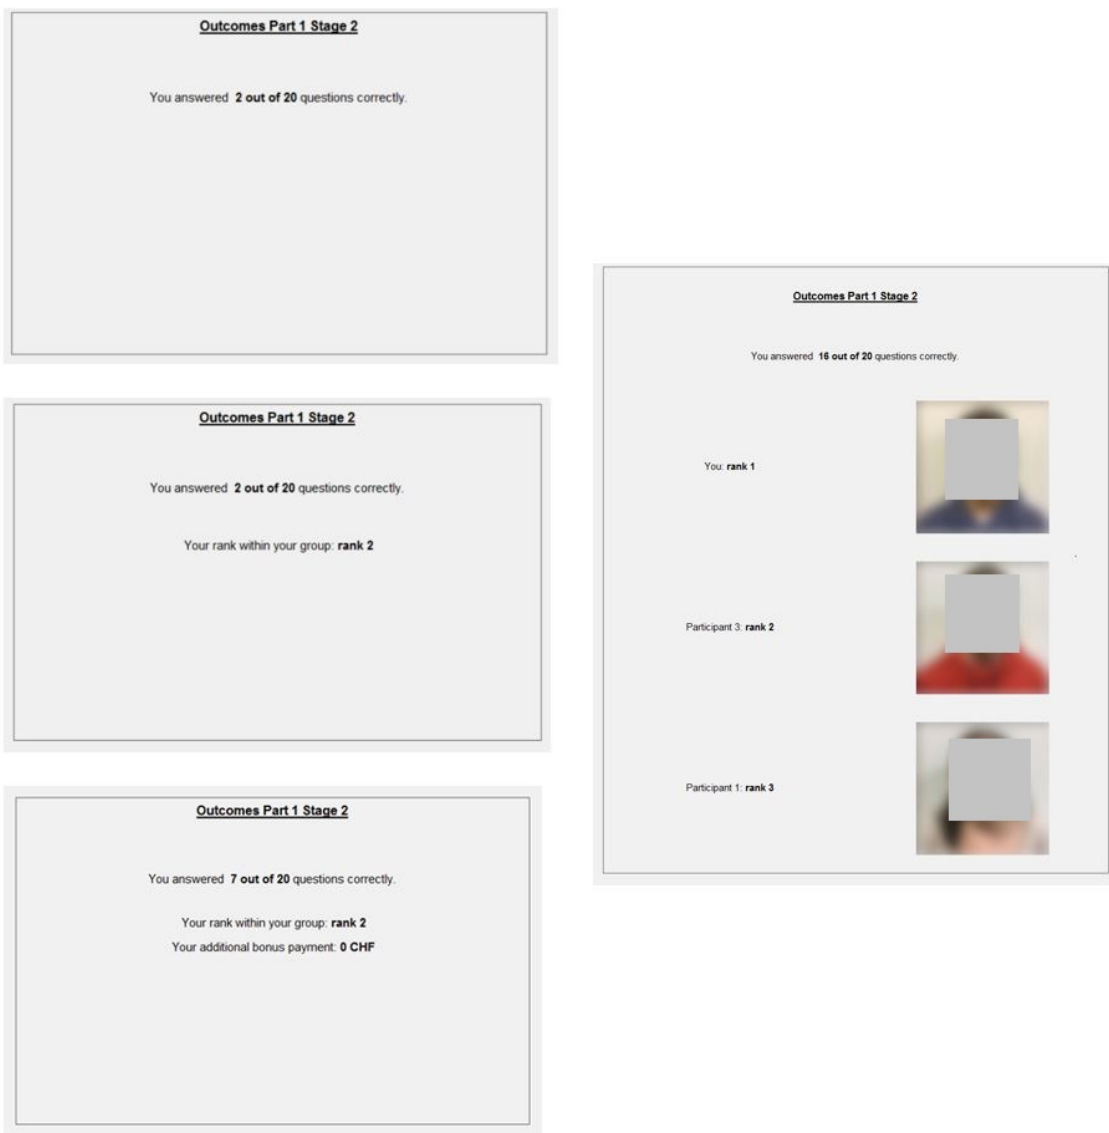 Outcomes Part 1 Stage 2
You answered 2 out of 20 questions correctly.
Outcomes Part 1 Stage 2
You answered 2 out of 20 questions correctly.
Your rank within your group: rank 2
Outcomes Part 1 Stage 2
You answered 7 out of 20 questions correctly.
Your rank within your group: rank 2
Your additional bonus payment: 0 CHF
Outcomes Part 1 Stage 2
You answered 16 out of 20 questions correctly.
You: rank 1
Participant 3: rank 2
Participant 1: rank 3